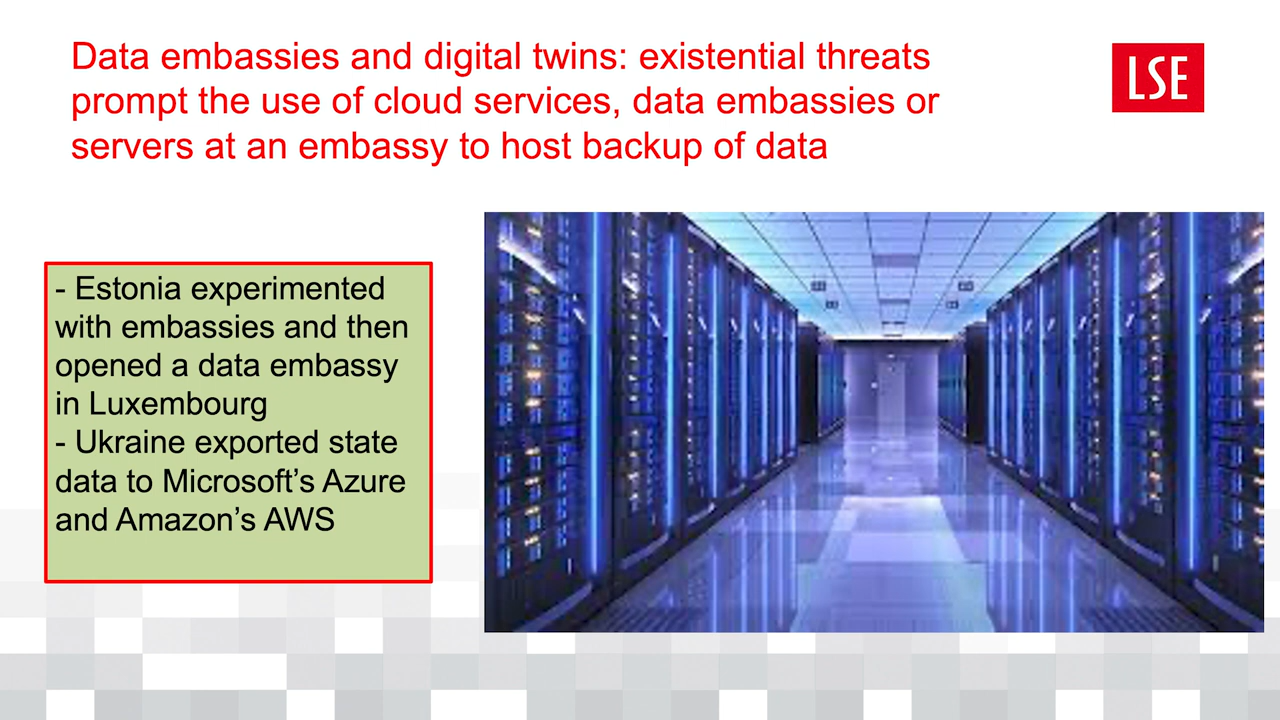 Data embassies and digital twins: existential threats
prompt the use of cloud services, data embassies or
servers at an embassy to host backup of data
LSE
- Estonia experimented
with embassies and then
opened a data embassy
in Luxembourg
- Ukraine exported state
data to Microsoft’s Azure
and Amazon’s AWS